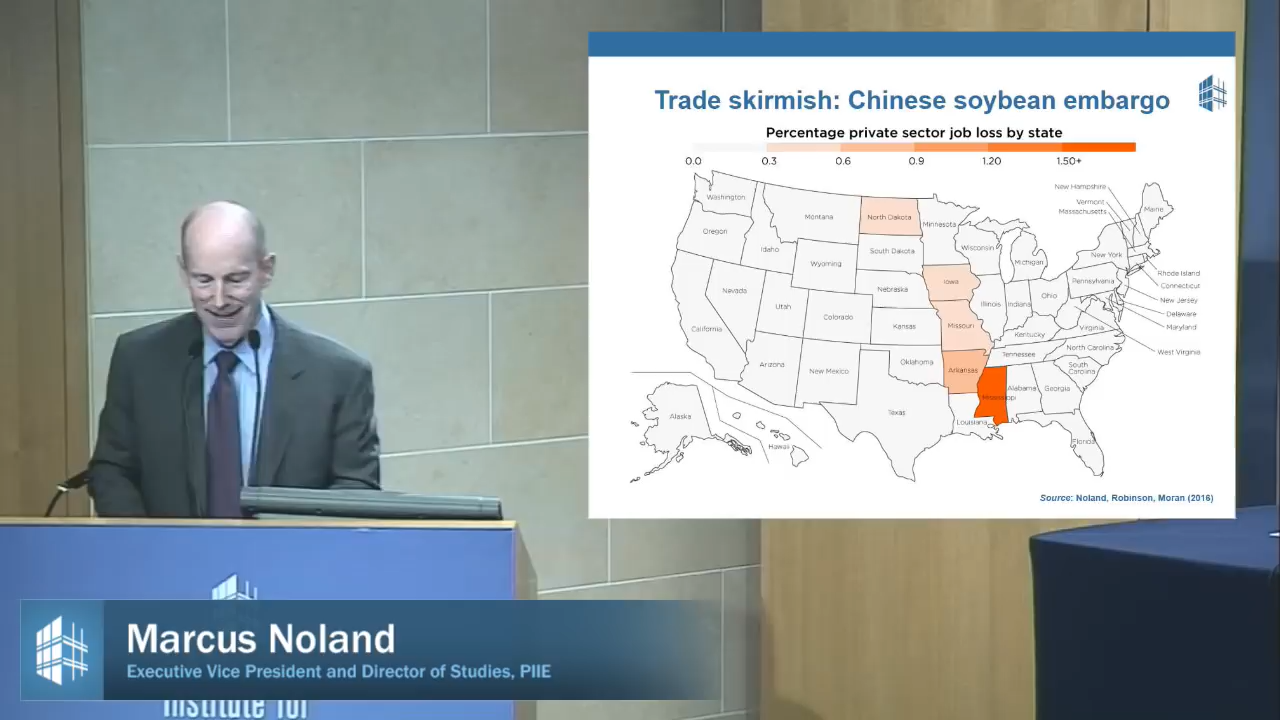 Trade skirmish: Chinese soybean embargo
Percentage private sector job loss by state
0.0 0.3 0.6 0.9 1.20 1.50+
Washington
Oregon
California
Nevada
Idaho
Montana
Wyoming
Utah
Arizona
Colorado
New Mexico
North Dakota
South Dakota
Nebraska
Kansas
Oklahoma
Texas
Minnesota
Iowa
Missouri
Arkansas
Louisiana
Wisconsin
Illinois
Mississippi
Michigan
Indiana
Ohio
Kentucky
Tennessee
Alabama
Georgia
Florida
South
Carolina
North Carolina
Virginia
Pennsylvania
New York
Maine
New Hampshire
Vermont
Massachusetts
Rhode Island
Connecticut
New Jersey
Delaware
Maryland
West Virginia
Alaska
Hawaii
Source: Noland, Robinson, Moran (2016)
Marcus Noland
Executive Vice President and Director of Studies, PIIE
Institute for